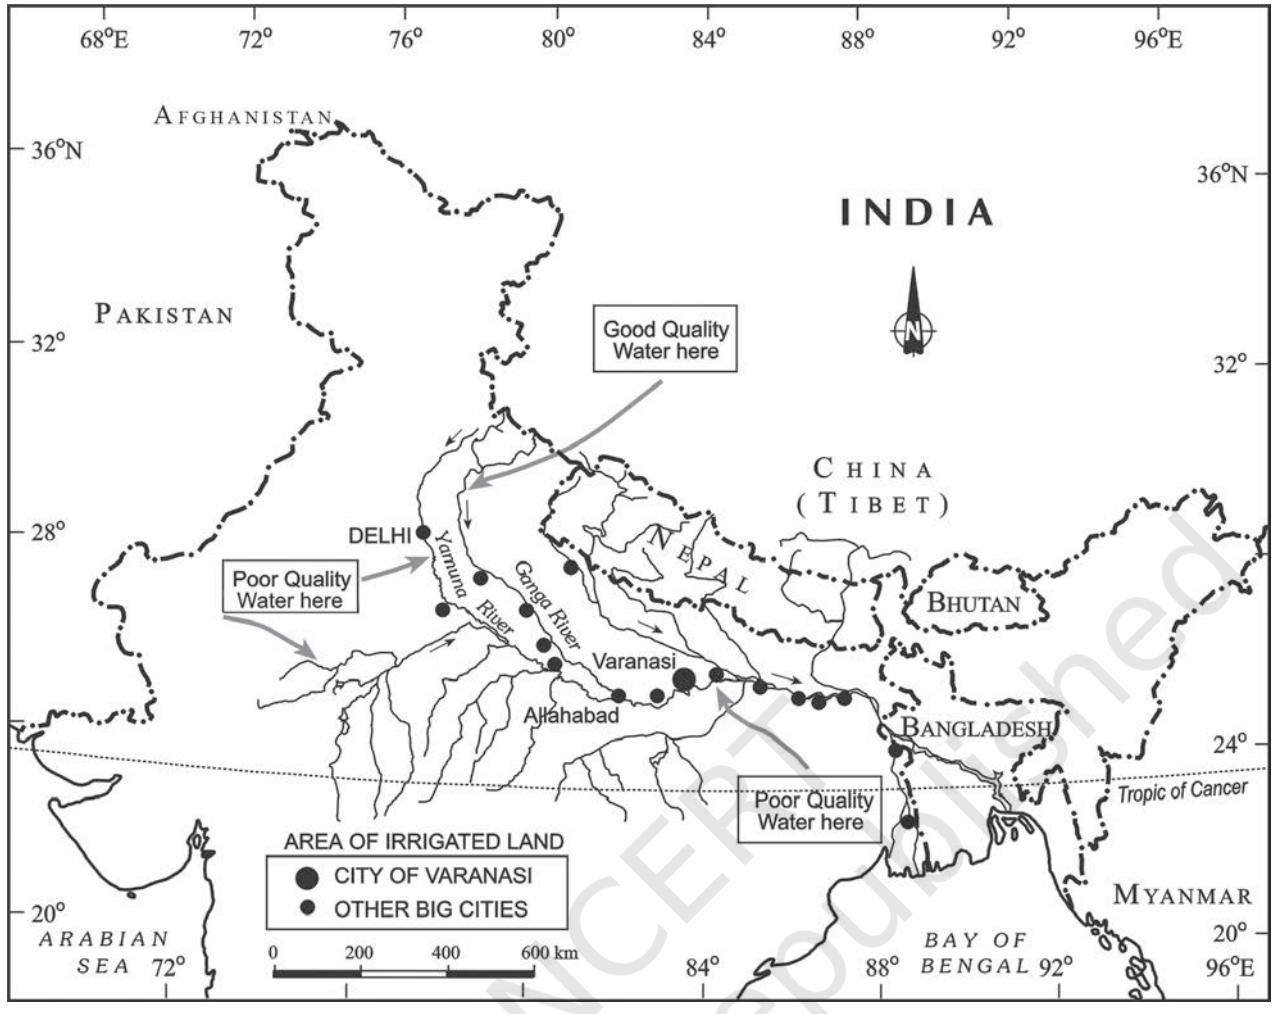 68°E 72° 76° 80° 84° 88° 92° 96°E
AFGHANISTAN
36°N
36°N
INDIA
PAKISTAN
N
Good Quality
Water here
32°
32°
CHINA
(TIBET)
28°
DELHI
NEPAL
Yamuna River
Ganga River
Poor Quality
Water here
BHUTAN
28°
Varanasi
Allahabad
BANGLADESH
24°
Tropic of Cancer
Poor Quality
Water here
AREA OF IRRIGATED LAND
CITY OF VARANASI
OTHER BIG CITIES
MYANMAR
20°
20°
ARABIAN
SEA
BAY OF
BENGAL
0 200 400 600 km
72° 84° 88° 92° 96°E
NCERT
republished